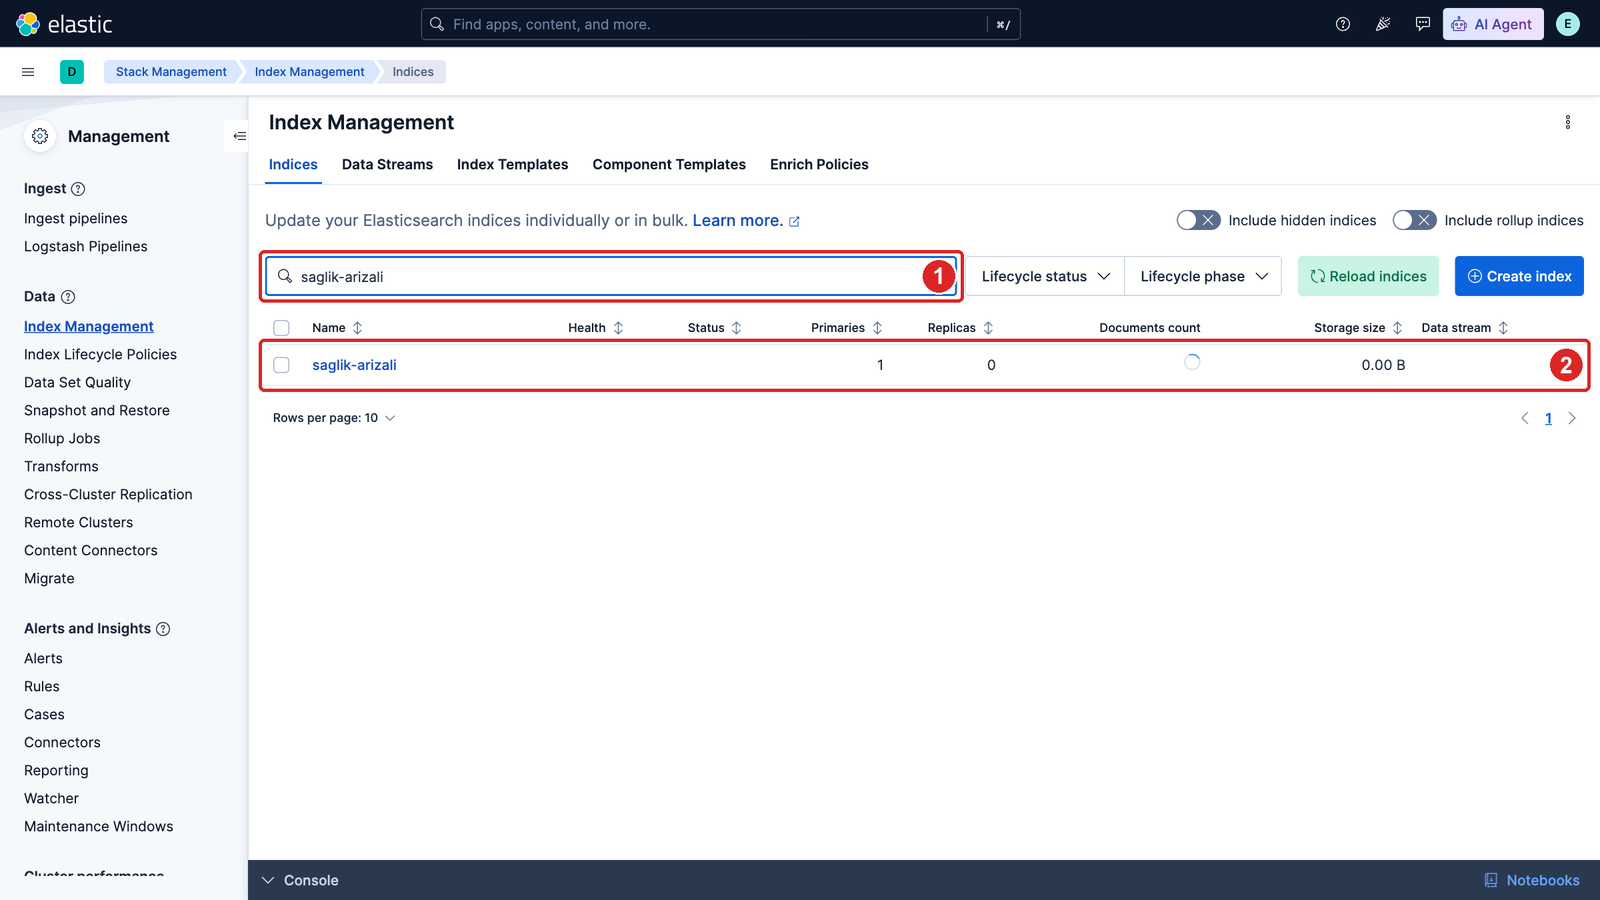 elastic
Find apps, content, and more.
⌘/
AI Agent
E
D
Stack Management
Index Management
Indices
Management
Ingest
Ingest pipelines
Logstash Pipelines
Data
Index Management
Index Lifecycle Policies
Data Set Quality
Snapshot and Restore
Rollup Jobs
Transforms
Cross-Cluster Replication
Remote Clusters
Content Connectors
Migrate
Alerts and Insights
Alerts
Rules
Cases
Connectors
Reporting
Watcher
Maintenance Windows
Cluster performance
Index Management
Indices Data Streams Index Templates Component Templates Enrich Policies
Update your Elasticsearch indices individually or in bulk. Learn more.
Include hidden indices
Include rollup indices
saglik-arizali
1
Lifecycle status
Lifecycle phase
Reload indices
Create index
Name Health Status Primaries Replicas Documents count Storage size Data stream
saglik-arizali 1 0 0.00 B
2
Rows per page: 10
1
Console
Notebooks